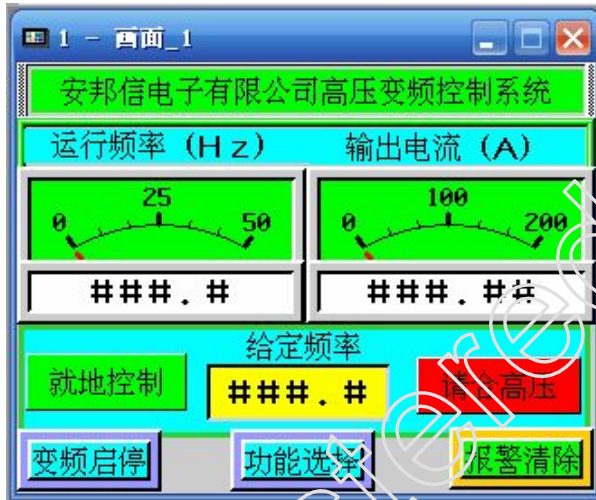 1 - 画面_1
安邦信电子有限公司高压变频控制系统
运行频率 (Hz) 输出电流 (A)
0 25 50 0 100 200
###.# ###.##
给定频率
就地控制 ###.# 请合高压
变频启停 功能选择 报警清除